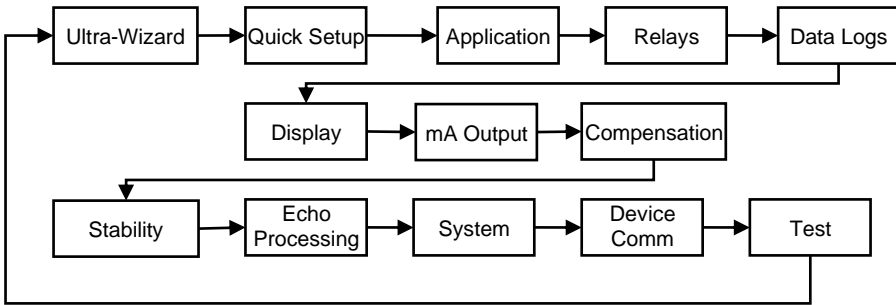 Ultra-Wizard
Quick Setup
Application
Relays
Data Logs
Display
mA Output
Compensation
Stability
Echo
Processing
System
Device
Comm
Test